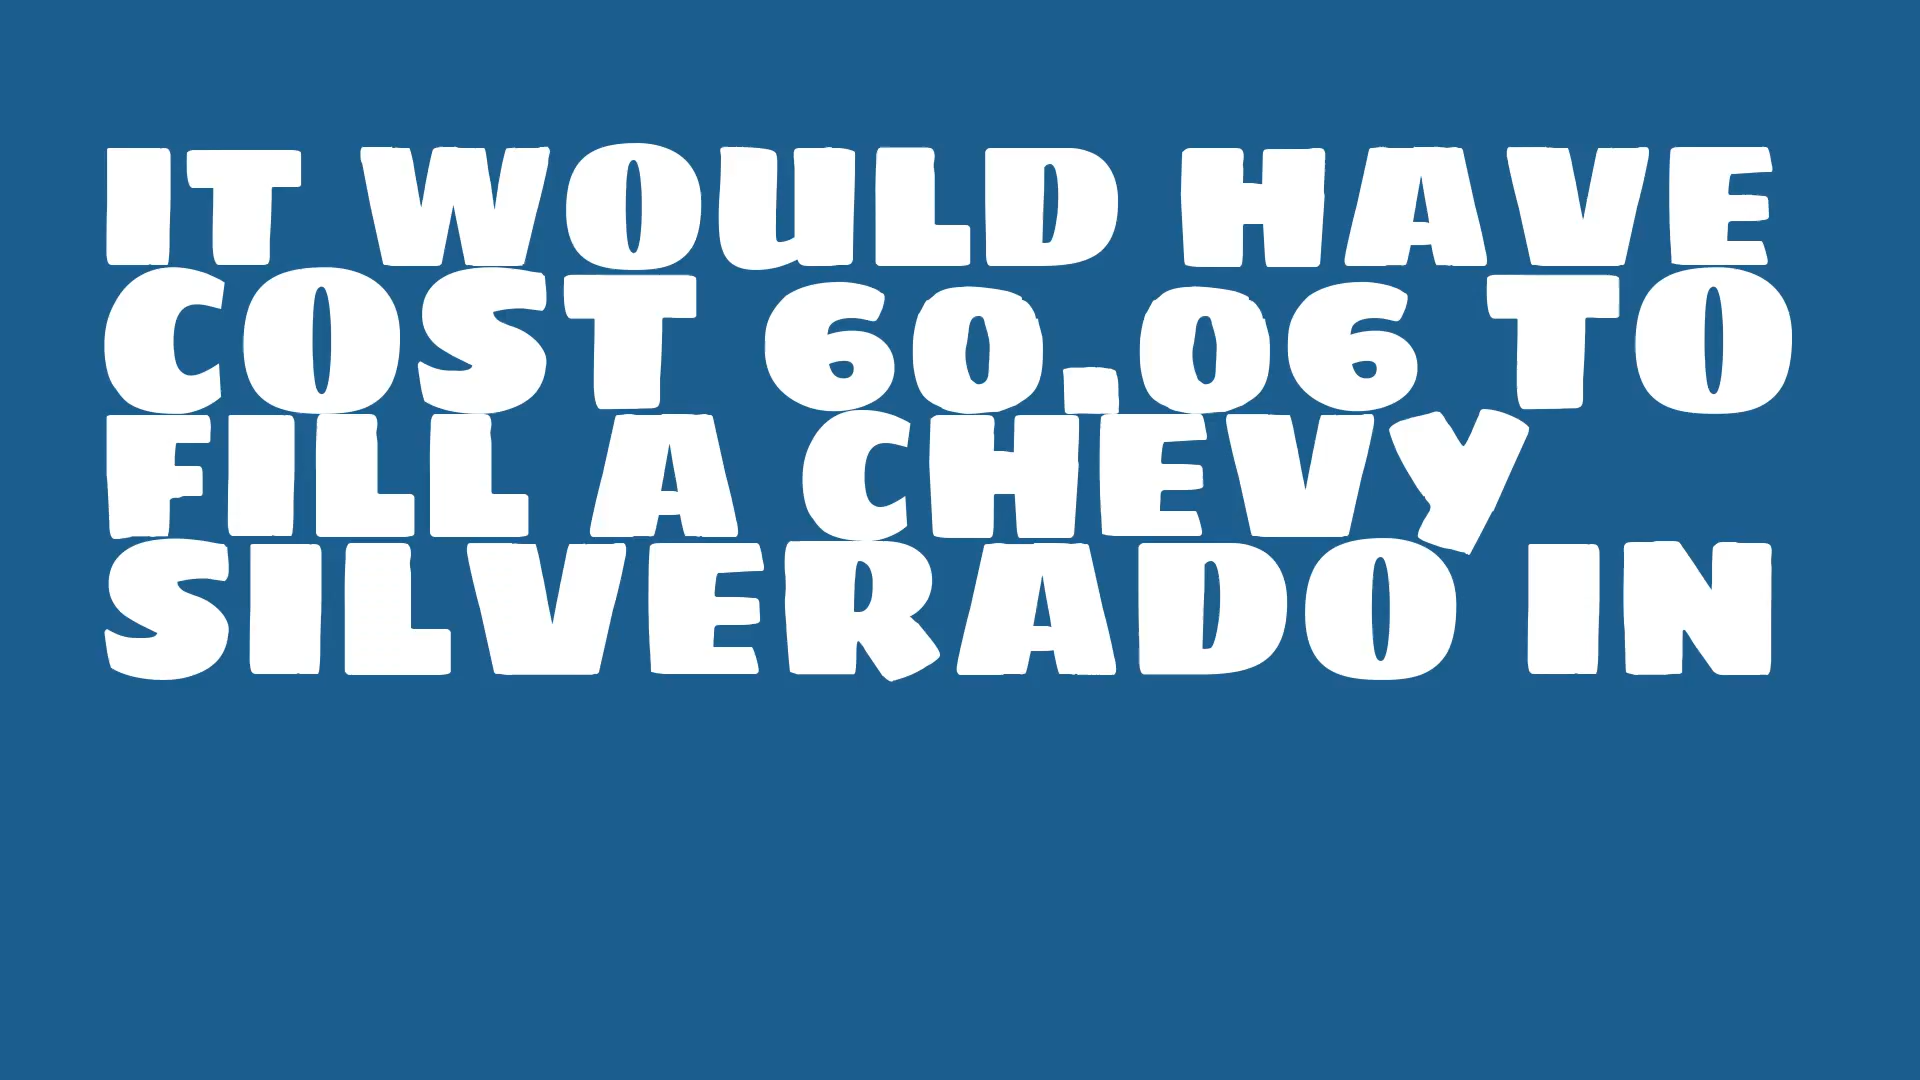 IT WOULD HAVE
COST 60.06 TO
FILL A CHEVY
SILVERADO IN